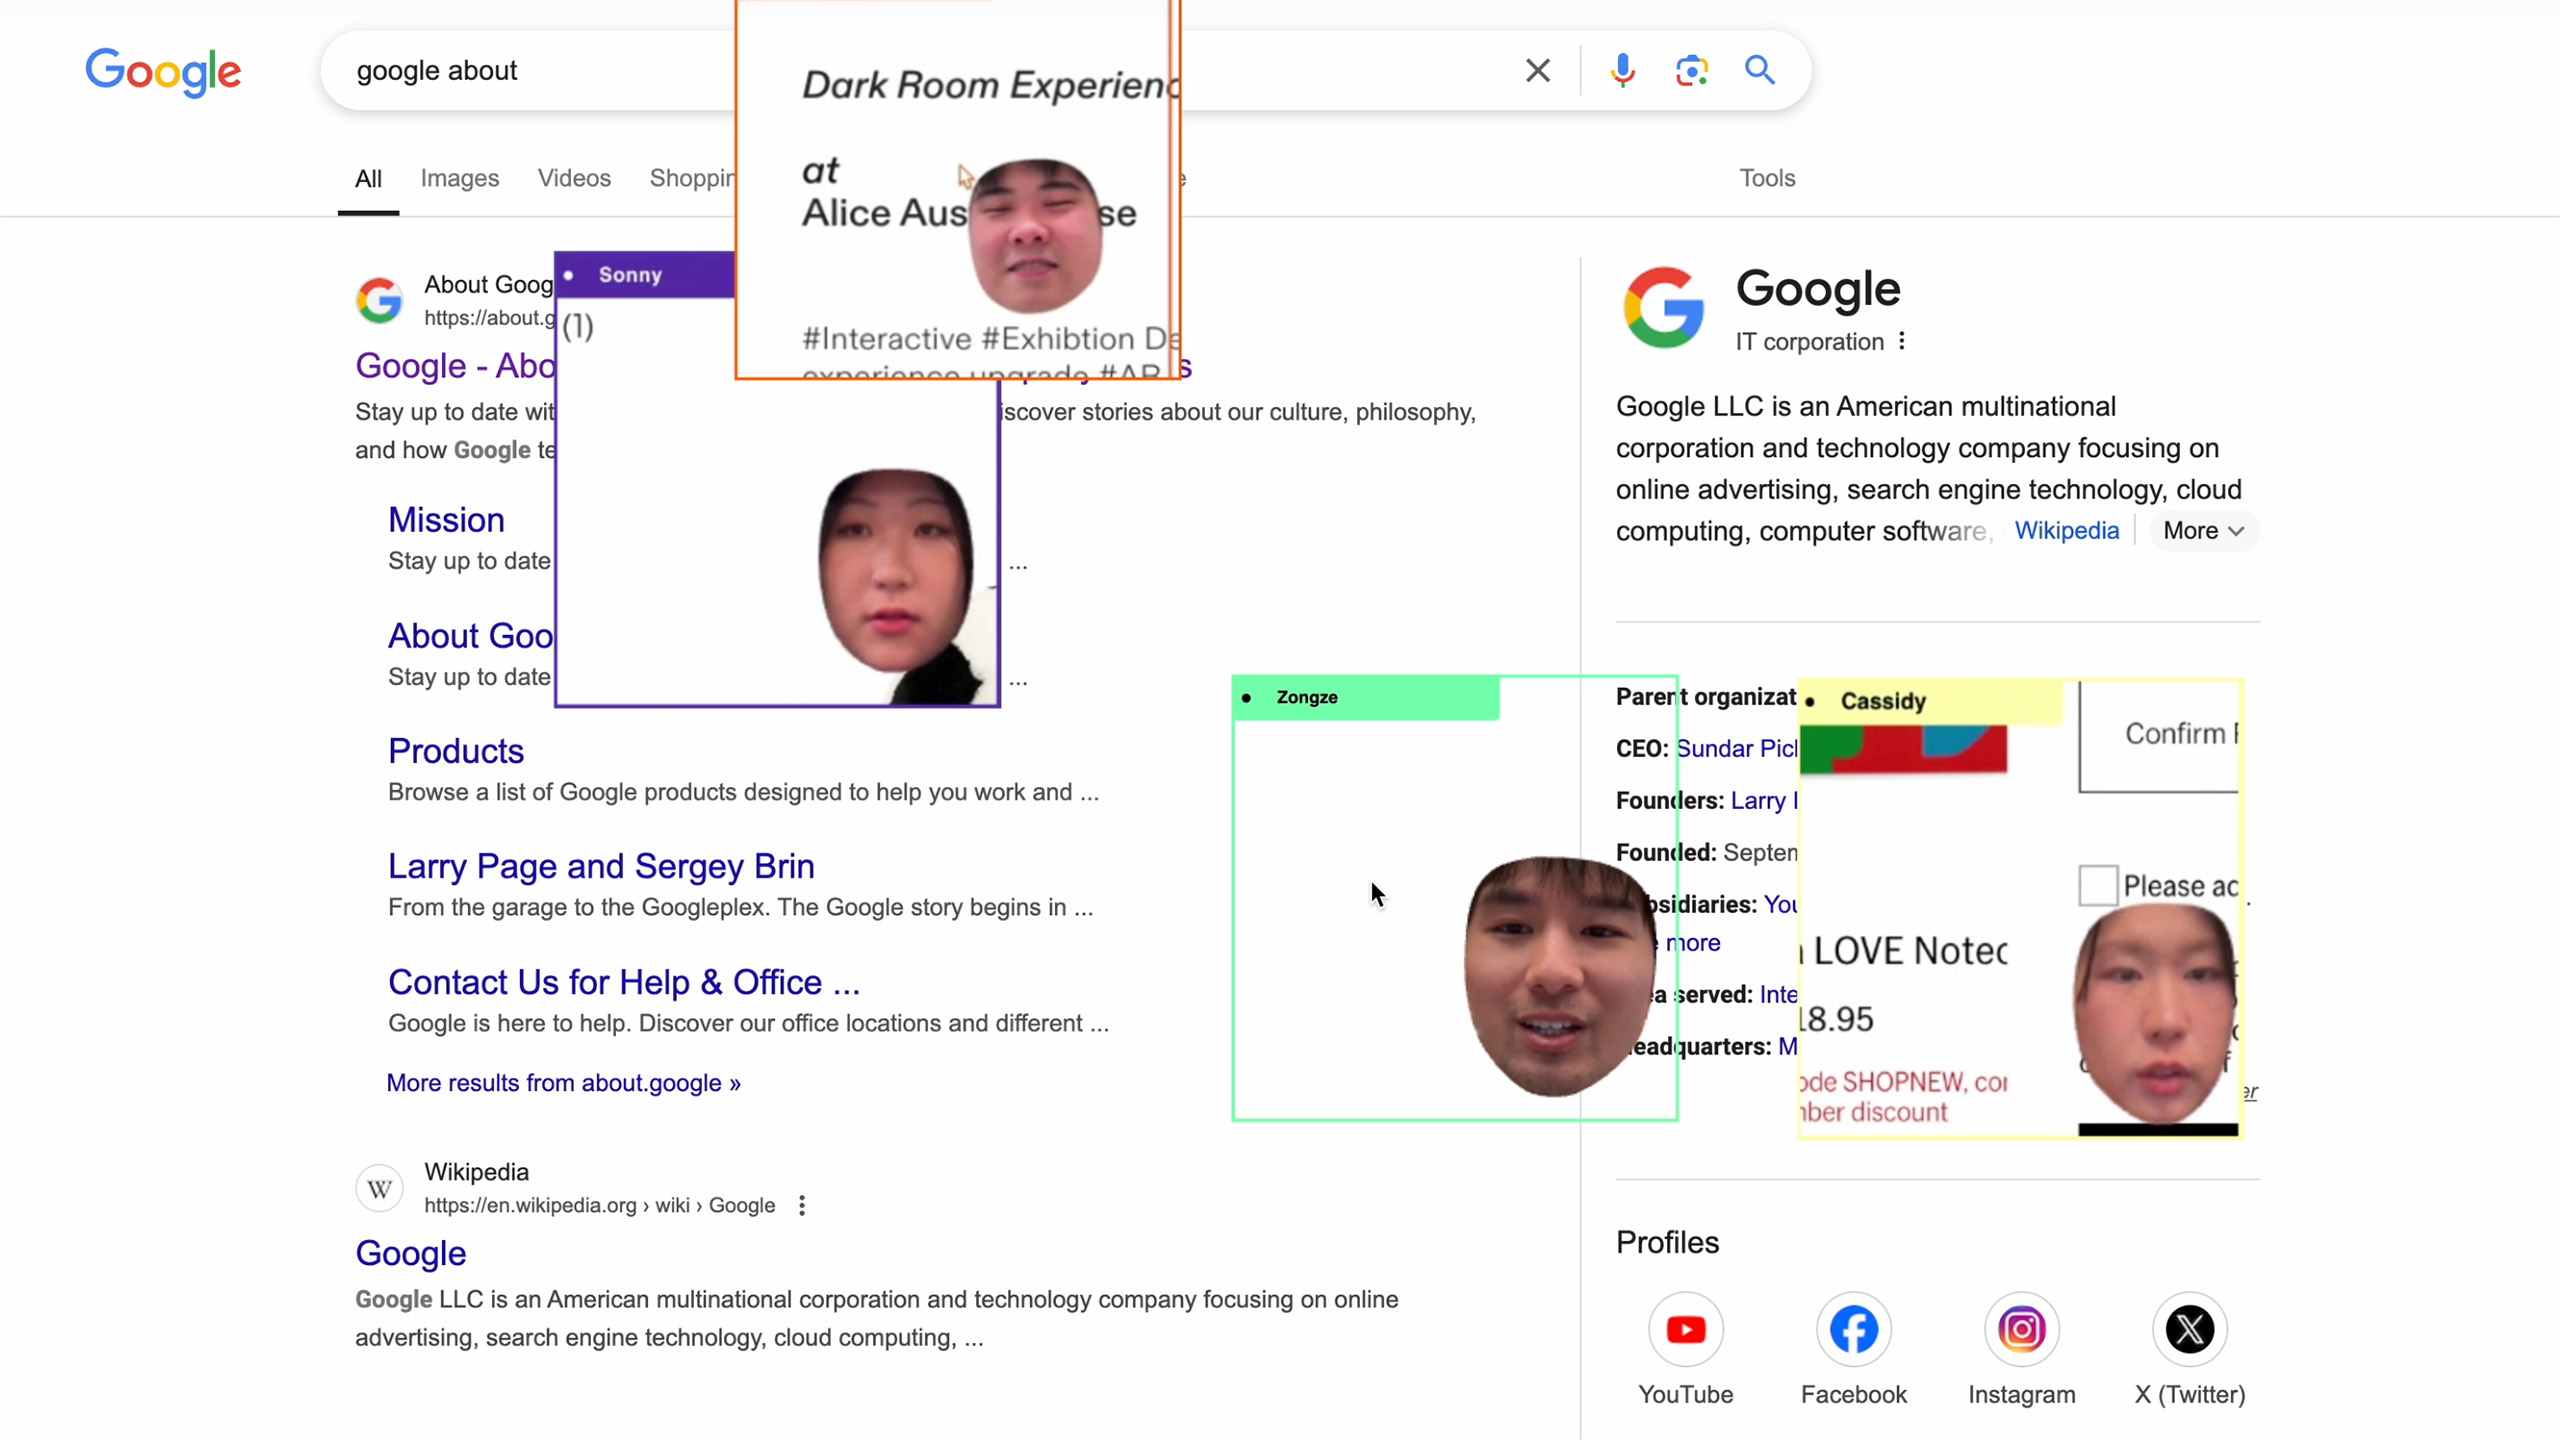 Google
google about
Dark Room Experienc
at
Alice Aus se
#Interactive #Exhibtion De
experience upgrade #AR
All Images Videos Shoppin
Tools
About Goog
https://about.g
Google - Abo
s
Stay up to date wit iscover stories about our culture, philosophy,
and how Google te
Sonny
(1)
Mission
Stay up to date ...
About Goo
Stay up to date ...
Products
Browse a list of Google products designed to help you work and ...
Larry Page and Sergey Brin
From the garage to the Googleplex. The Google story begins in ...
Contact Us for Help & Office ...
Google is here to help. Discover our office locations and different ...
More results from about.google »
W
Wikipedia
https://en.wikipedia.org › wiki › Google
Google
Google LLC is an American multinational corporation and technology company focusing on online
advertising, search engine technology, cloud computing, ...
Zongze
Google
IT corporation
Google LLC is an American multinational
corporation and technology company focusing on
online advertising, search engine technology, cloud
computing, computer software, Wikipedia More
Parent organizat
CEO: Sundar Picl
Founders: Larry
Founded: Septen
bsidiaries: You
more
a served: Inte
eadquarters: M
Cassidy
Confirm
Please ac
LOVE Notec
18.95
ode SHOPNEW, cor
nber discount
er
Profiles
YouTube Facebook Instagram X (Twitter)